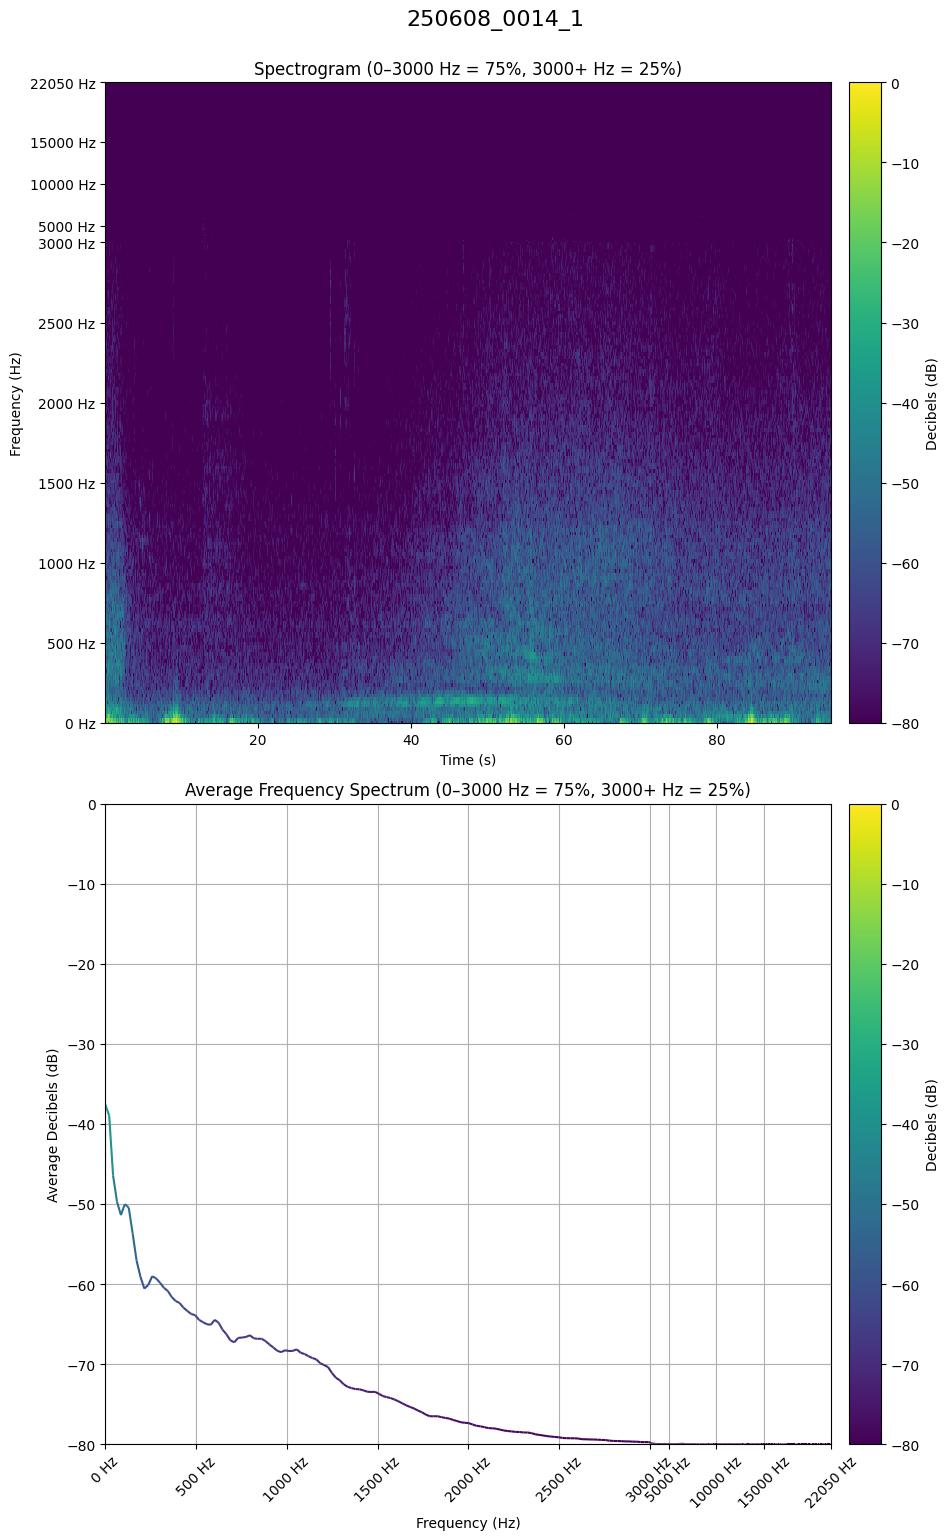 250608_0014_1
Spectrogram (0–3000 Hz = 75%, 3000+ Hz = 25%)
22050 Hz
15000 Hz
10000 Hz
5000 Hz
3000 Hz
2500 Hz
2000 Hz
1500 Hz
1000 Hz
500 Hz
0 Hz
Frequency (Hz)
20
40
60
80
Time (s)
0
−10
−20
−30
−40
−50
−60
−70
−80
Decibels (dB)
Average Frequency Spectrum (0–3000 Hz = 75%, 3000+ Hz = 25%)
0
−10
−20
−30
−40
−50
−60
−70
−80
Average Decibels (dB)
0 Hz
500 Hz
1000 Hz
1500 Hz
2000 Hz
2500 Hz
3000 Hz
5000 Hz
10000 Hz
15000 Hz
22050 Hz
Frequency (Hz)
0
−10
−20
−30
−40
−50
−60
−70
−80
Decibels (dB)